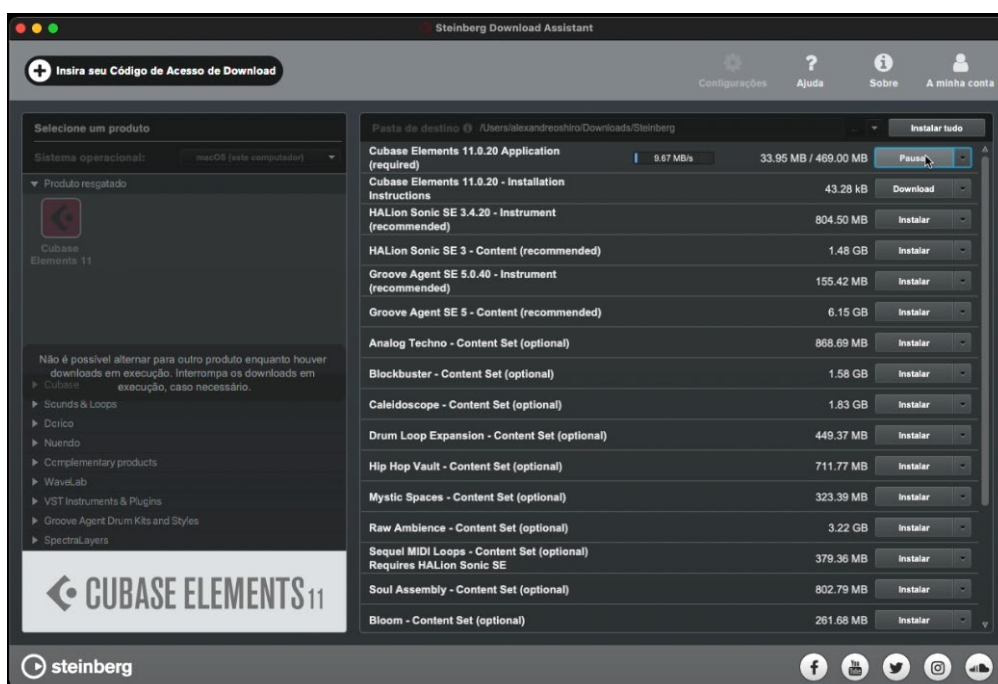 Steinberg Download Assistant
Insira seu Código de Acesso de Download
Configurações
Ajuda
Sobre
A minha conta
Selecione um produto
Sistema operacional:
macOS (este computador)
Produto resgatado
Cubase
Elements 11
Não é possível alternar para outro produto enquanto houver
downloads em execução. Interrompa os downloads em
execução, caso necessário.
Cubase
Sounds & Loops
Dorico
Nuendo
Complementary products
WaveLab
VST Instruments & Plugins
Groove Agent Drum Kits and Styles
SpectraLayers
CUBASE ELEMENTS 11
Pasta de destino
/Users/alexandreoshiro/Downloads/Steinberg
Instalar tudo
Cubase Elements 11.0.20 Application
(required)
9.67 MB/s
33.95 MB / 469.00 MB
Pausar
Cubase Elements 11.0.20 - Installation
Instructions
43.28 kB
Download
HALion Sonic SE 3.4.20 - Instrument
(recommended)
804.50 MB
Instalar
HALion Sonic SE 3 - Content (recommended)
1.48 GB
Instalar
Groove Agent SE 5.0.40 - Instrument
(recommended)
155.42 MB
Instalar
Groove Agent SE 5 - Content (recommended)
6.15 GB
Instalar
Analog Techno - Content Set (optional)
868.69 MB
Instalar
Blockbuster - Content Set (optional)
1.58 GB
Instalar
Caleidoscope - Content Set (optional)
1.83 GB
Instalar
Drum Loop Expansion - Content Set (optional)
449.37 MB
Instalar
Hip Hop Vault - Content Set (optional)
711.77 MB
Instalar
Mystic Spaces - Content Set (optional)
323.39 MB
Instalar
Raw Ambience - Content Set (optional)
3.22 GB
Instalar
Sequel MIDI Loops - Content Set (optional)
Requires HALion Sonic SE
379.36 MB
Instalar
Soul Assembly - Content Set (optional)
802.79 MB
Instalar
Bloom - Content Set (optional)
261.68 MB
Instalar
steinberg